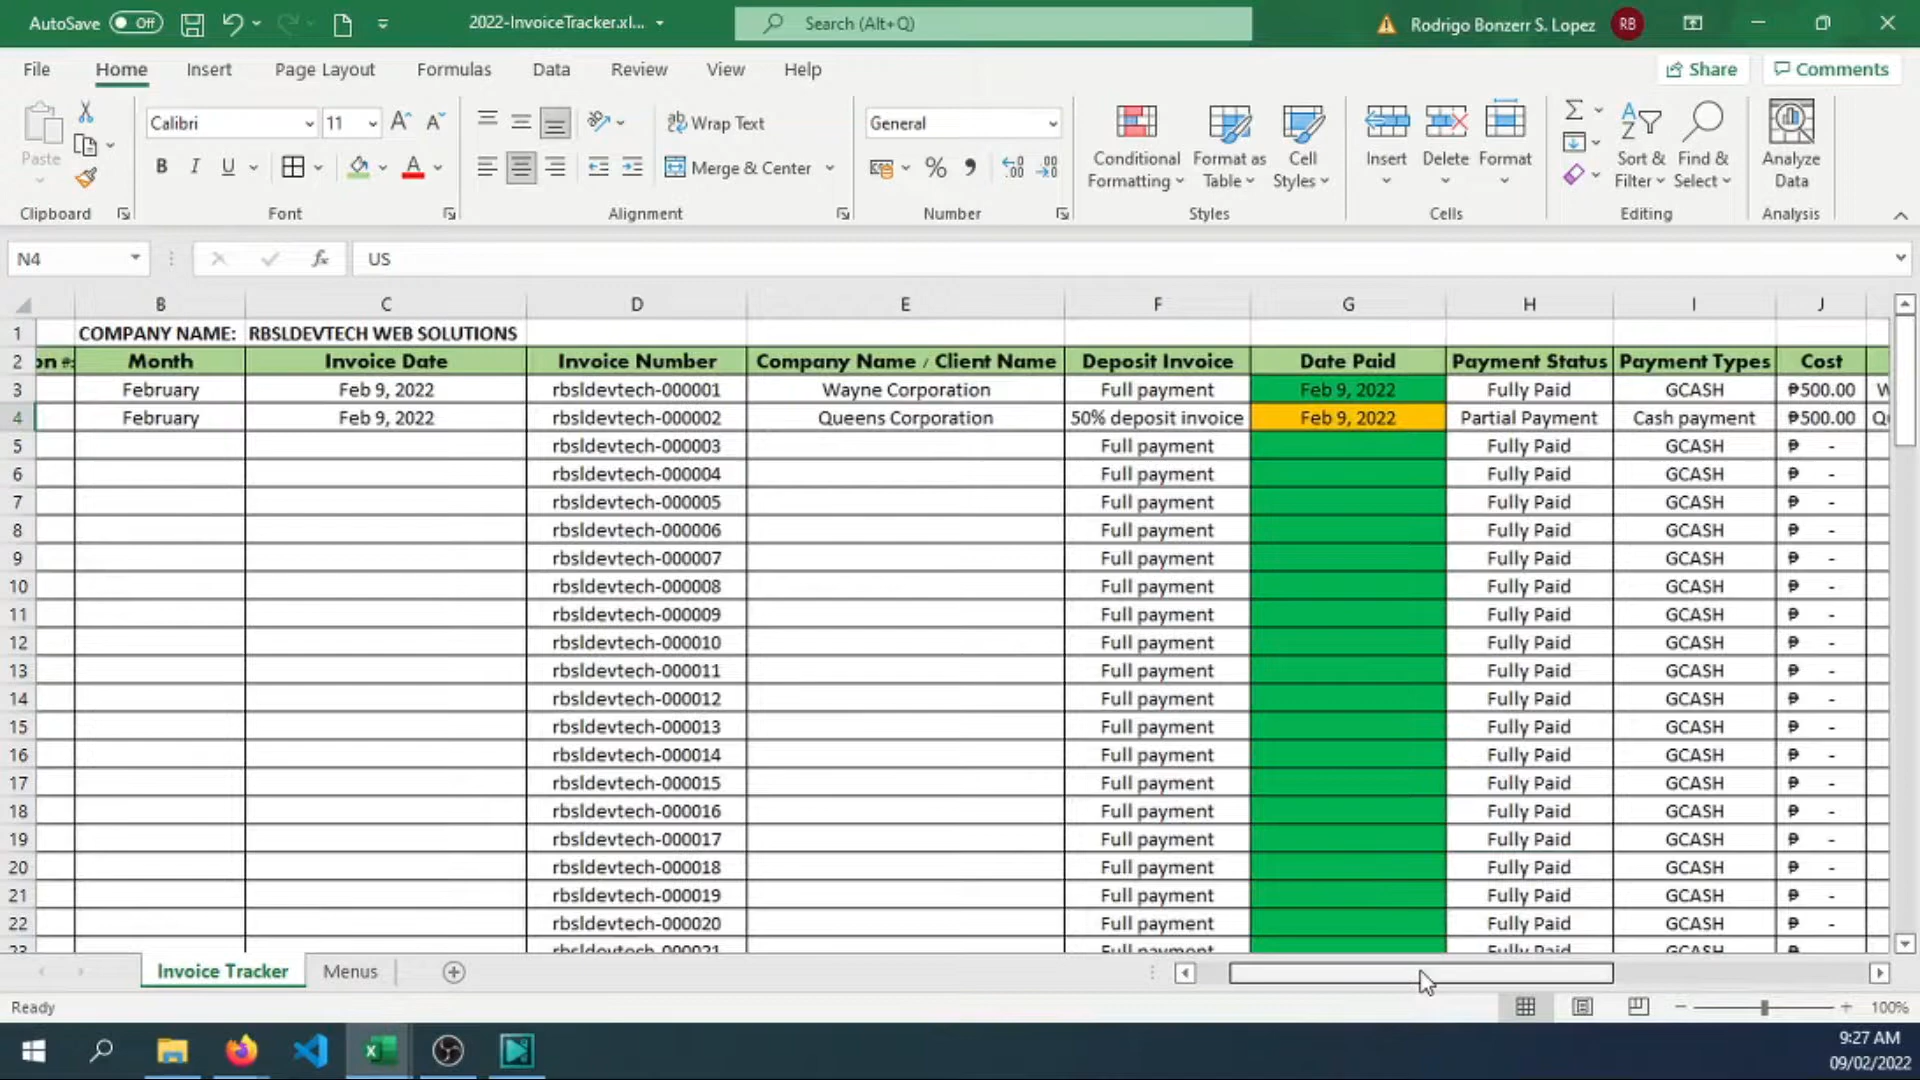 AutoSave Off 2022-InvoiceTracker.xl... Search (Alt+Q) Rodrigo Bonzerr S. Lopez RB
File Home Insert Page Layout Formulas Data Review View Help Share Comments
Calibri 11 Wrap Text General
Paste B I U Merge & Center % Conditional Formatting Format as Table Cell Styles Insert Delete Format Sort & Filter Find & Select Analyze Data
Clipboard Font Alignment Number Styles Cells Editing Analysis
N4 fx US
B C D E F G H I J
1 COMPANY NAME: RBSLDEVTECH WEB SOLUTIONS
2 on #: Month Invoice Date Invoice Number Company Name / Client Name Deposit Invoice Date Paid Payment Status Payment Types Cost
3 February Feb 9, 2022 rbsldevtech-000001 Wayne Corporation Full payment Feb 9, 2022 Fully Paid GCASH ₱500.00 W
4 February Feb 9, 2022 rbsldevtech-000002 Queens Corporation 50% deposit invoice Feb 9, 2022 Partial Payment Cash payment ₱500.00 Qu
5 rbsldevtech-000003 Full payment Fully Paid GCASH ₱ -
6 rbsldevtech-000004 Full payment Fully Paid GCASH ₱ -
7 rbsldevtech-000005 Full payment Fully Paid GCASH ₱ -
8 rbsldevtech-000006 Full payment Fully Paid GCASH ₱ -
9 rbsldevtech-000007 Full payment Fully Paid GCASH ₱ -
10 rbsldevtech-000008 Full payment Fully Paid GCASH ₱ -
11 rbsldevtech-000009 Full payment Fully Paid GCASH ₱ -
12 rbsldevtech-000010 Full payment Fully Paid GCASH ₱ -
13 rbsldevtech-000011 Full payment Fully Paid GCASH ₱ -
14 rbsldevtech-000012 Full payment Fully Paid GCASH ₱ -
15 rbsldevtech-000013 Full payment Fully Paid GCASH ₱ -
16 rbsldevtech-000014 Full payment Fully Paid GCASH ₱ -
17 rbsldevtech-000015 Full payment Fully Paid GCASH ₱ -
18 rbsldevtech-000016 Full payment Fully Paid GCASH ₱ -
19 rbsldevtech-000017 Full payment Fully Paid GCASH ₱ -
20 rbsldevtech-000018 Full payment Fully Paid GCASH ₱ -
21 rbsldevtech-000019 Full payment Fully Paid GCASH ₱ -
22 rbsldevtech-000020 Full payment Fully Paid GCASH ₱ -
23 rbsldevtech-000021 Full payment Fully Paid GCASH ₱ -
Invoice Tracker Menus
Ready 100%
9:27 AM
09/02/2022